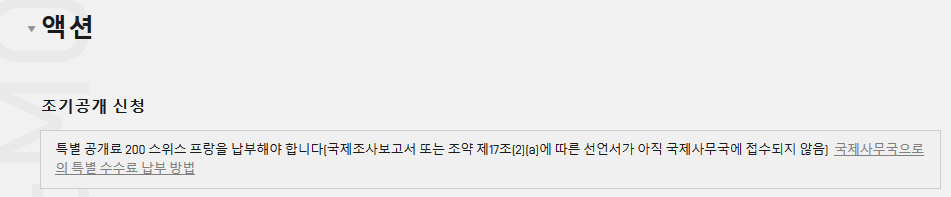 액션
조기공개 신청
특별 공개료 200 스위스 프랑을 납부해야 합니다(국제조사보고서 또는 조약 제17조(2)(a)에 따른 선언서가 아직 국제사무국에 접수되지 않음) 국제사무국으로
의 특별 수수료 납부 방법